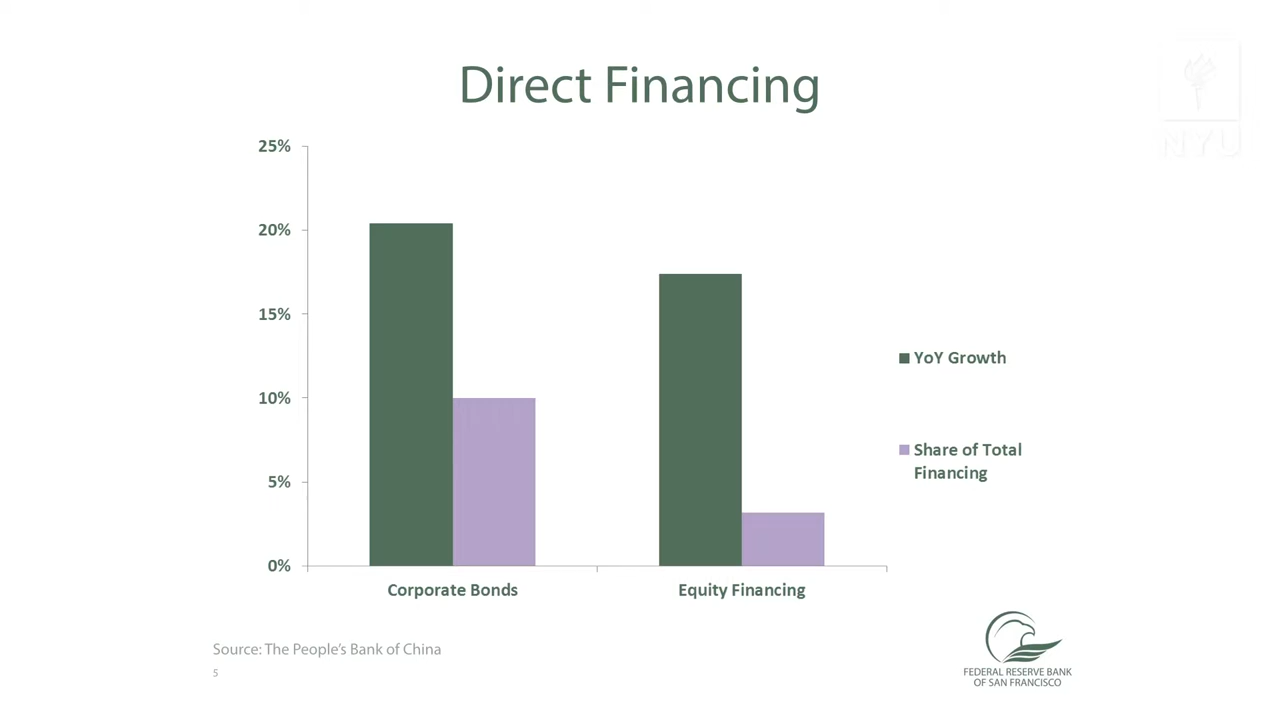 Direct Financing
NYU
25%
20%
15%
10%
5%
0%
Corporate Bonds
Equity Financing
YoY Growth
Share of Total
Financing
Source: The People’s Bank of China
5
FEDERAL RESERVE BANK
OF SAN FRANCISCO